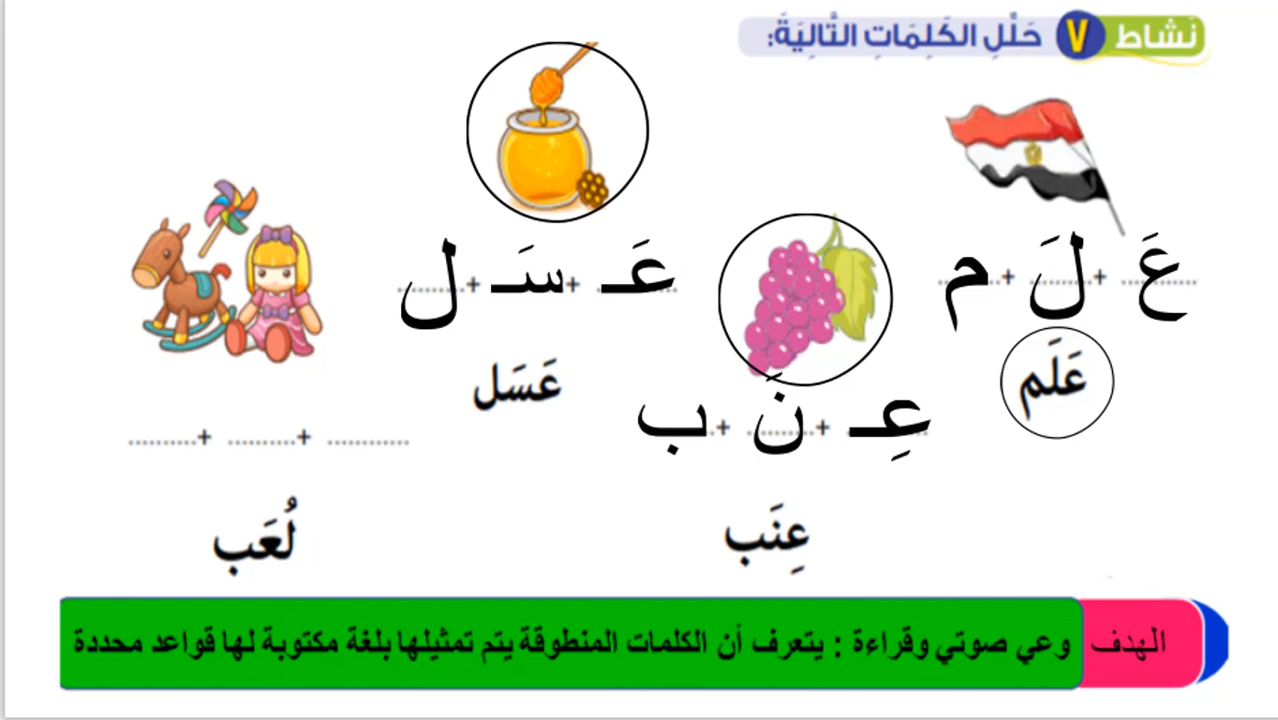 نَشاط ٧ حَلِّلِ الكَلِمَاتِ التَّالِيَةَ:
عَ + لَ + م
عَلَم
عَـ + سَـ + ل
عَسَل
عِـ + نَ + ب
عِنَب
........... + ......... + ..........
لُعَب
الهدف وعي صوتي وقراءة : يتعرف أن الكلمات المنطوقة يتم تمثيلها بلغة مكتوبة لها قواعد محددة